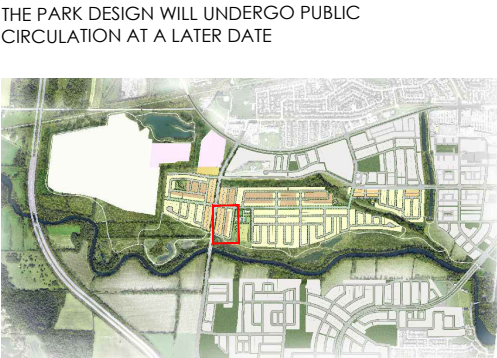 THE PARK DESIGN WILL UNDERGO PUBLIC
CIRCULATION AT A LATER DATE